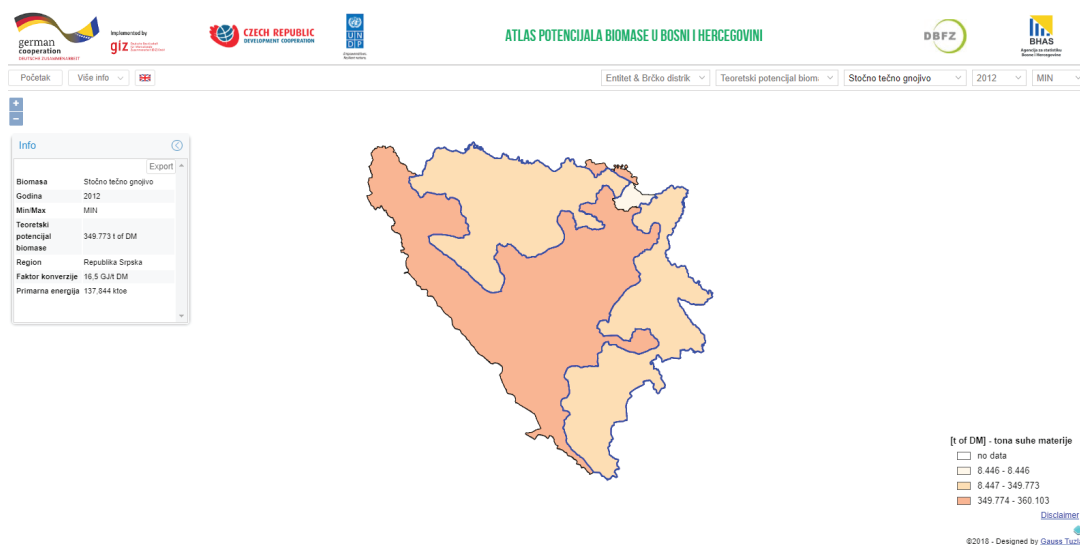 german
cooperation
DEUTSCHE ZUSAMMENARBEIT
Implemented by
giz
CZECH REPUBLIC
DEVELOPMENT COOPERATION
UN
DP
ATLAS POTENCIJALA BIOMASE U BOSNI I HERCEGOVINI
DBFZ
BHAS
Agencija za statistiku
Bosne i Hercegovine
Početak
Više info
Entitet & Brčko distrik
Teoretski potencijal biom
Stočno tečno gnojivo
2012
MIN
+
−
Info
Export
Biomasa Stočno tečno gnojivo
Godina 2012
Min/Max MIN
Teoretski
potencijal 349.773 t of DM
biomase
Region Republika Srpska
Faktor konverzije 16,5 GJ/t DM
Primarna energija 137,844 ktoe
[t of DM] - tona suhe materije
no data
8.446 - 8.446
8.447 - 349.773
349.774 - 360.103
Disclaimer
©2018 - Designed by Gauss Tuzla